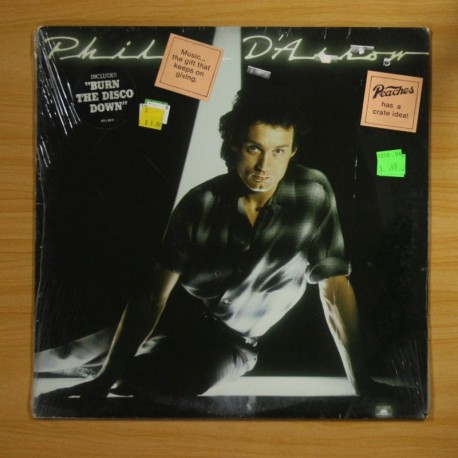 Phil D'Arrow
INCLUDES
"BURN
THE DISCO
DOWN"
Music...
the gift that
keeps on
giving.
Peaches
has a
crate idea!